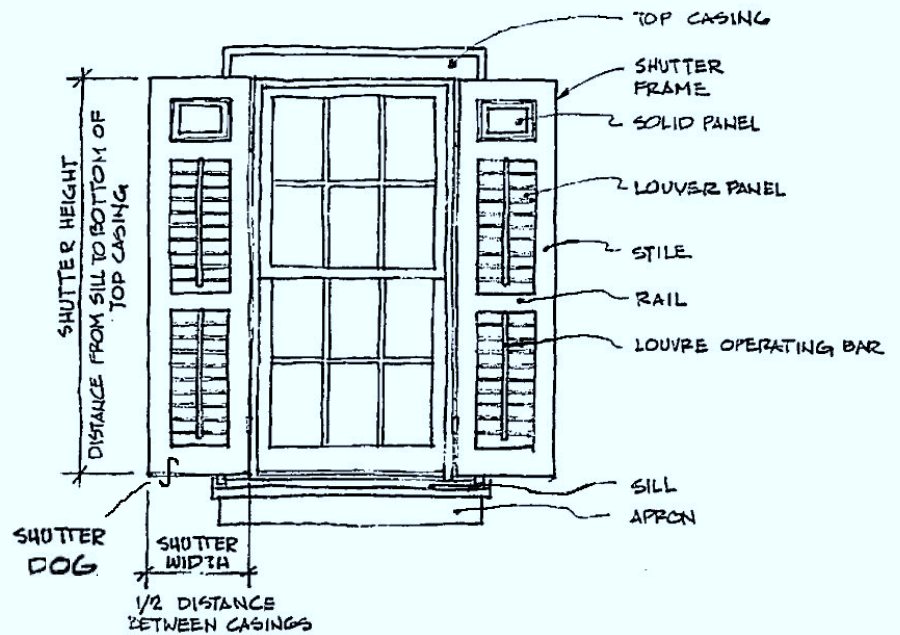 TOP CASING
SHUTTER
FRAME
SOLID PANEL
LOUVER PANEL
STILE
RAIL
LOUVRE OPERATING BAR
SILL
APRON
SHUTTER HEIGHT
DISTANCE FROM SILL TO BOTTOM OF
TOP CASING
SHUTTER
DOG
SHUTTER
WIDTH
1/2 DISTANCE
BETWEEN CASINGS